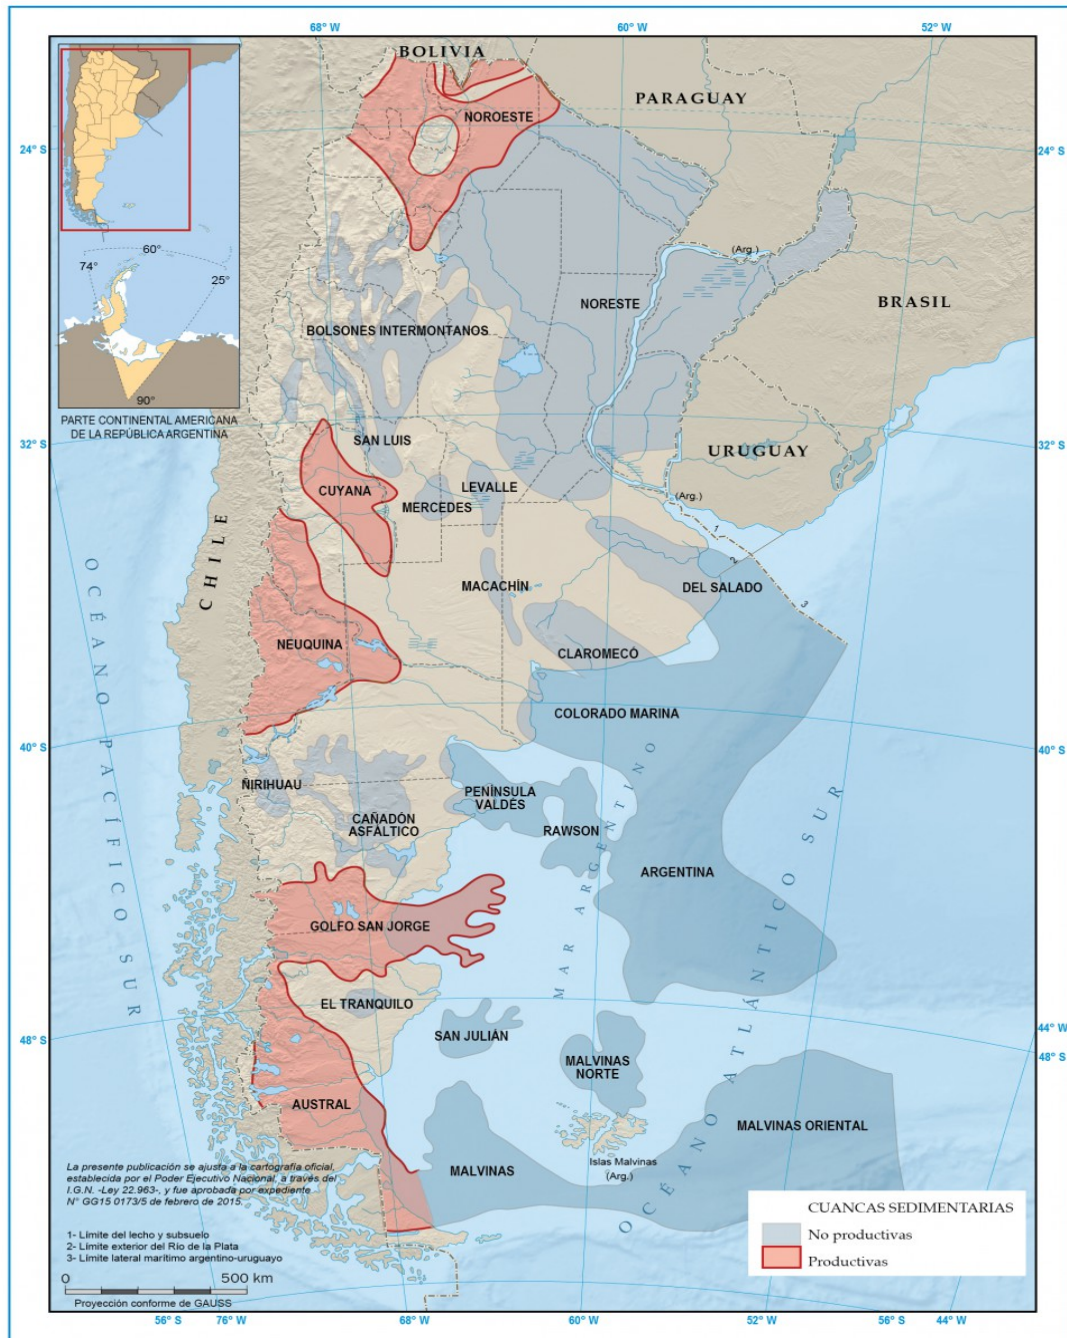 68° W
60° W
52° W
BOLIVIA
PARAGUAY
NOROESTE
24° S
24° S
60°
74°
25°
90°
(Arg.)
BRASIL
NORESTE
BOLSONES INTERMONTANOS
PARTE CONTINENTAL AMERICANA
DE LA REPÚBLICA ARGENTINA
32° S
32° S
SAN LUIS
URUGUAY
CUYANA
LEVALLE
MERCEDES
(Arg.)
1
2
3
CHILE
OCÉANO PACÍFICO SUR
MACACHÍN
DEL SALADO
NEUQUINA
CLAROMECÓ
COLORADO MARINA
40° S
40° S
ÑIRIHUAU
PENÍNSULA
VALDÉS
CAÑADÓN
ASFÁLTICO
RAWSON
MAR ARGENTINO
ARGENTINA
OCÉANO ATLÁNTICO SUR
GOLFO SAN JORGE
EL TRANQUILO
SAN JULIÁN
48° S
44° W
48° S
MALVINAS
NORTE
AUSTRAL
MALVINAS ORIENTAL
MALVINAS
Islas Malvinas
(Arg.)
La presente publicación se ajusta a la cartografía oficial,
establecida por el Poder Ejecutivo Nacional, a través del
I.G.N. -Ley 22.963-, y fue aprobada por expediente
N° GG15 0173/5 de febrero de 2015.
1- Límite del lecho y subsuelo
2- Límite exterior del Río de la Plata
3- Límite lateral marítimo argentino-uruguayo
0
500 km
Proyección conforme de GAUSS
CUANCAS SEDIMENTARIAS
No productivas
Productivas
56° S
76° W
68° W
60° W
52° W
56° S
44° W